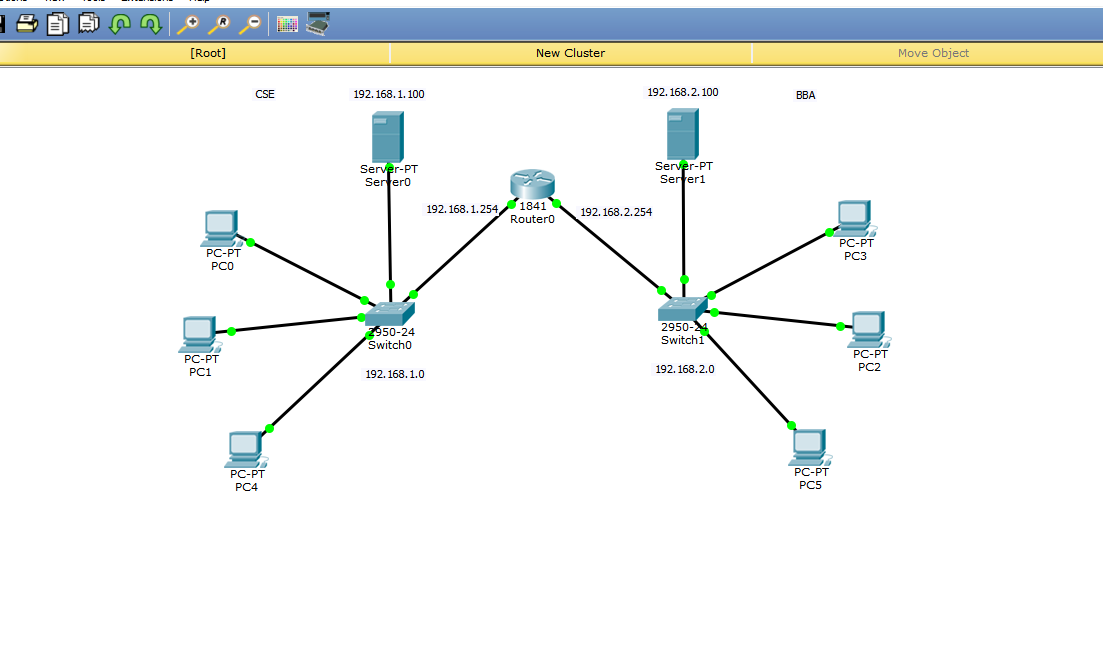 [Root] New Cluster Move Object
CSE
192.168.1.100
192.168.2.100
BBA
Server-PT
Server0
Server-PT
Server1
192.168.1.254
1841
Router0
192.168.2.254
PC-PT
PC0
PC-PT
PC3
2950-24
Switch0
2950-24
Switch1
PC-PT
PC1
PC-PT
PC2
192.168.1.0
192.168.2.0
PC-PT
PC4
PC-PT
PC5